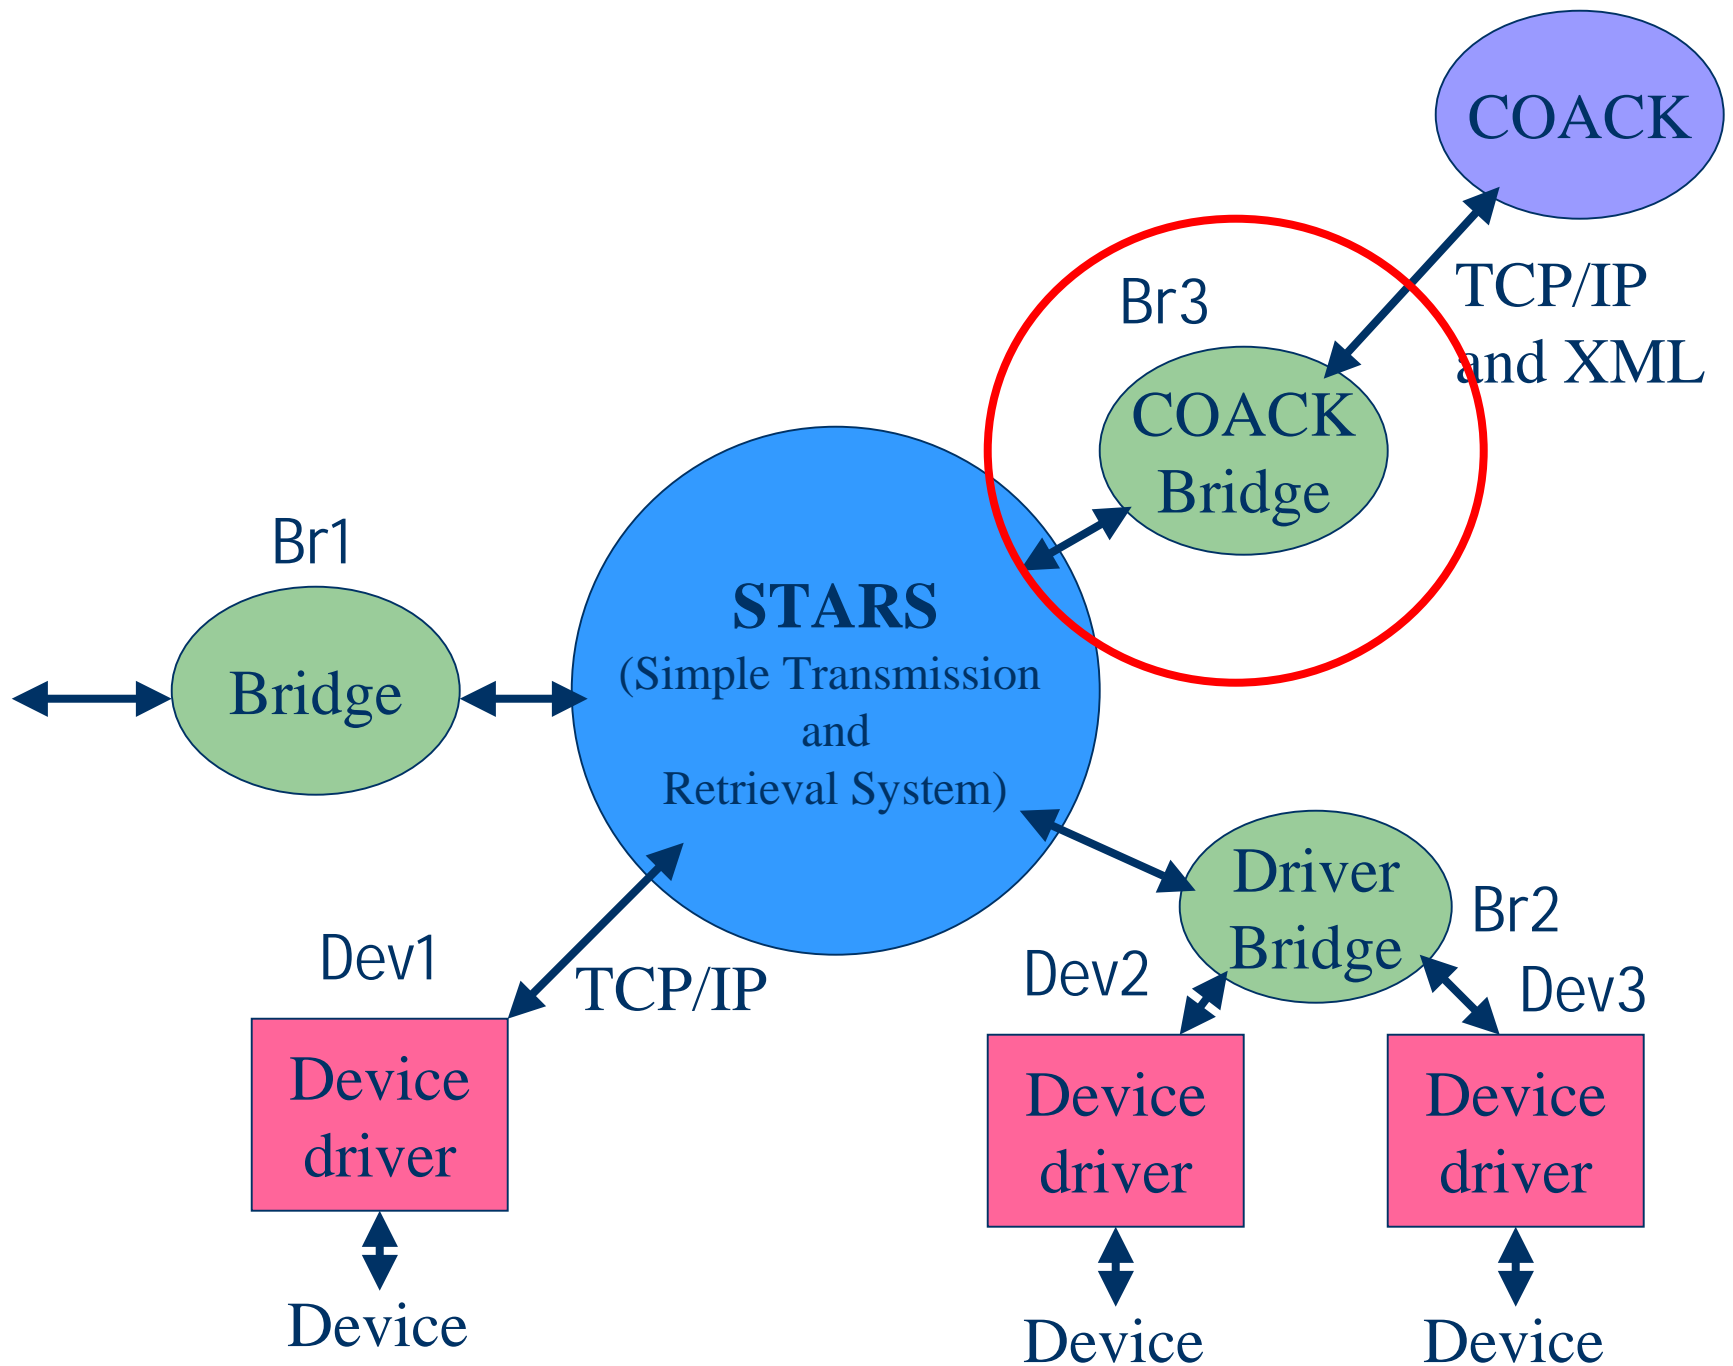 COACK
TCP/IP
and XML
Br3
COACK
Bridge
Br1
Bridge
STARS
(Simple Transmission
and
Retrieval System)
Driver
Bridge
Br2
Dev1
TCP/IP
Dev2
Dev3
Device
driver
Device
driver
Device
driver
Device
Device
Device